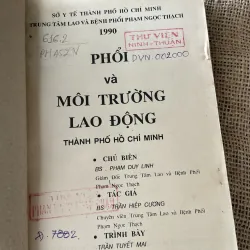 SỞ Y TẾ THÀNH PHỐ HỒ CHÍ MINH
TRUNG TÂM LAO VÀ BỆNH PHỔI PHẠM NGỌC THẠCH
1990
THƯ VIỆN
NINH-THUẬN
616.2
DVN: 002000
PHỔI
và
MÔI TRƯỜNG
LAO ĐỘNG
THÀNH PHỐ HỒ CHÍ MINH
• CHỦ BIÊN
BS. PHẠM DUY LINH
Giám Đốc Trung Tâm Lao và Bệnh Phổi
Phạm Ngọc Thạch
• TÁC GIẢ
BS. TRẦN HIỆP CƯƠNG
Chuyên viên Trung Tâm Lao và Bệnh Phổi
Phạm Ngọc Thạch
• TRÌNH BÀY
TRẦN TUYẾT MAI